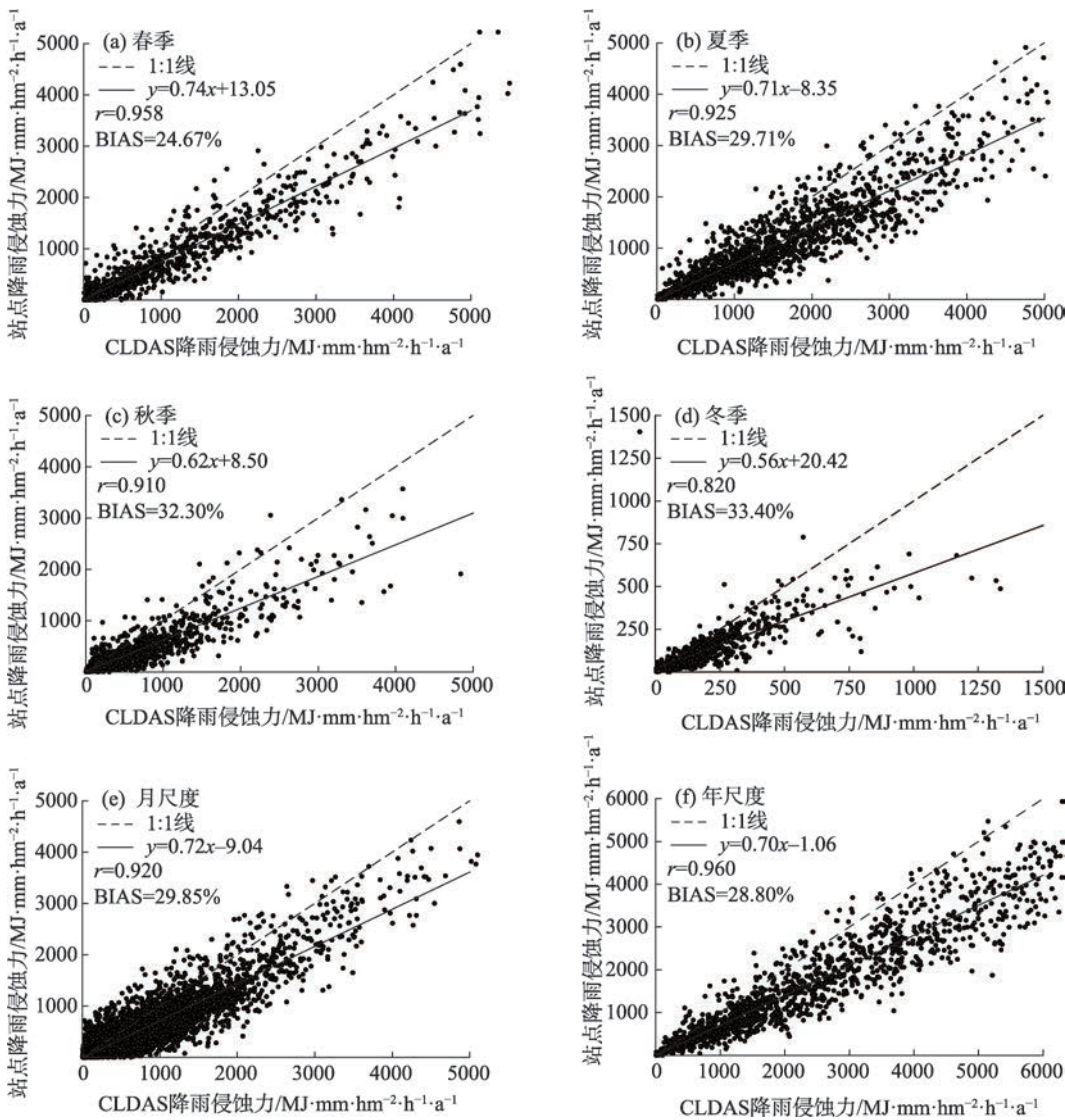 (a) 春季
1:1线
y=0.74x+13.05
r=0.958
BIAS=24.67%
5000
4000
3000
2000
1000
0 1000 2000 3000 4000 5000
站点降雨侵蚀力/MJ·mm·hm⁻²·h⁻¹·a⁻¹
CLDAS降雨侵蚀力/MJ·mm·hm⁻²·h⁻¹·a⁻¹
(b) 夏季
1:1线
y=0.71x–8.35
r=0.925
BIAS=29.71%
5000
4000
3000
2000
1000
0 1000 2000 3000 4000 5000
站点降雨侵蚀力/MJ·mm·hm⁻²·h⁻¹·a⁻¹
CLDAS降雨侵蚀力/MJ·mm·hm⁻²·h⁻¹·a⁻¹
(c) 秋季
1:1线
y=0.62x+8.50
r=0.910
BIAS=32.30%
5000
4000
3000
2000
1000
0 1000 2000 3000 4000 5000
站点降雨侵蚀力/MJ·mm·hm⁻²·h⁻¹·a⁻¹
CLDAS降雨侵蚀力/MJ·mm·hm⁻²·h⁻¹·a⁻¹
(d) 冬季
1:1线
y=0.56x+20.42
r=0.820
BIAS=33.40%
1500
1250
1000
750
500
250
0 250 500 750 1000 1250 1500
站点降雨侵蚀力/MJ·mm·hm⁻²·h⁻¹·a⁻¹
CLDAS降雨侵蚀力/MJ·mm·hm⁻²·h⁻¹·a⁻¹
(e) 月尺度
1:1线
y=0.72x–9.04
r=0.920
BIAS=29.85%
5000
4000
3000
2000
1000
0 1000 2000 3000 4000 5000
站点降雨侵蚀力/MJ·mm·hm⁻²·h⁻¹·a⁻¹
CLDAS降雨侵蚀力/MJ·mm·hm⁻²·h⁻¹·a⁻¹
(f) 年尺度
1:1线
y=0.70x–1.06
r=0.960
BIAS=28.80%
6000
5000
4000
3000
2000
1000
0 1000 2000 3000 4000 5000 6000
站点降雨侵蚀力/MJ·mm·hm⁻²·h⁻¹·a⁻¹
CLDAS降雨侵蚀力/MJ·mm·hm⁻²·h⁻¹·a⁻¹